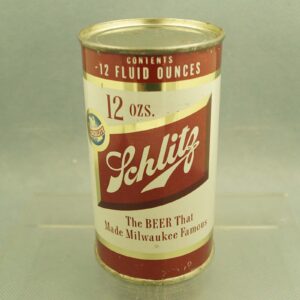 CONTENTS
12 FLUID OUNCES
12 ozs.
Schlitz
The BEER That
Made Milwaukee Famous